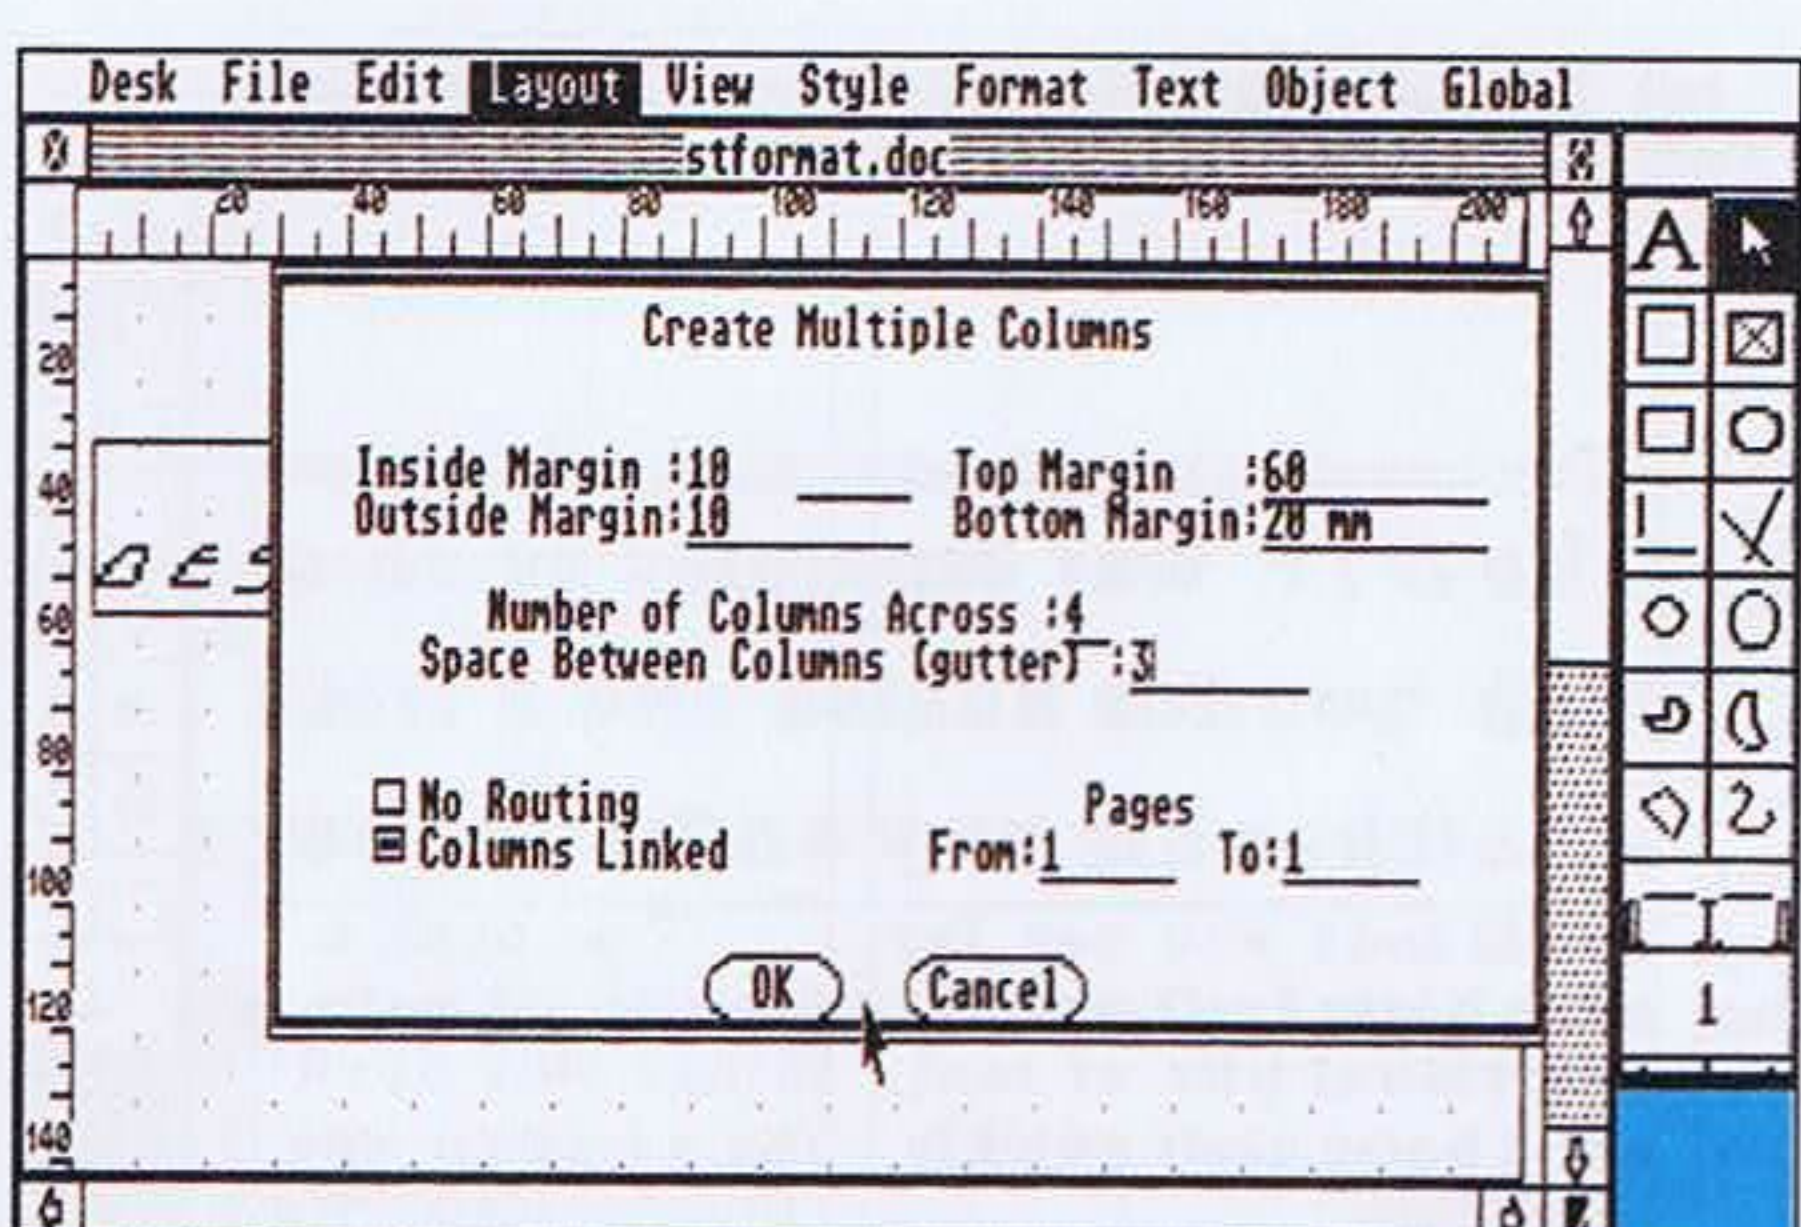 Desk File Edit Layout View Style Format Text Object Global
stformat.doc
20 40 60 80 100 120 140 160 180 200
A
Create Multiple Columns
20
Inside Margin :10 Top Margin :60
40
Outside Margin:10 Bottom Margin:20 mm
Number of Columns Across :4
60
Space Between Columns (gutter) :3
80
No Routing Pages
Columns Linked From:1 To:1
100
OK Cancel
120
1
140